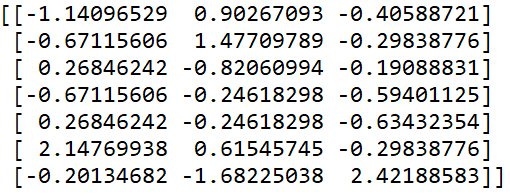 [[-1.14096529  0.90267093 -0.40588721]
 [-0.67115606  1.47709789 -0.29838776]
 [ 0.26846242 -0.82060994 -0.19088831]
 [-0.67115606 -0.24618298 -0.59401125]
 [ 0.26846242 -0.24618298 -0.63432354]
 [ 2.14769938  0.61545745 -0.29838776]
 [-0.20134682 -1.68225038  2.42188583]]